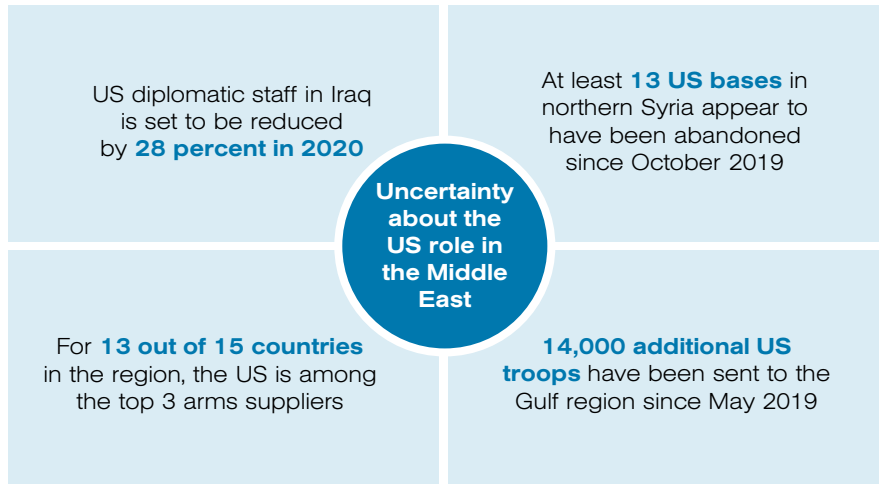 US diplomatic staff in Iraq
is set to be reduced
by 28 percent in 2020
At least 13 US bases in
northern Syria appear to
have been abandoned
since October 2019
Uncertainty
about the
US role in
the Middle
East
For 13 out of 15 countries
in the region, the US is among
the top 3 arms suppliers
14,000 additional US
troops have been sent to the
Gulf region since May 2019